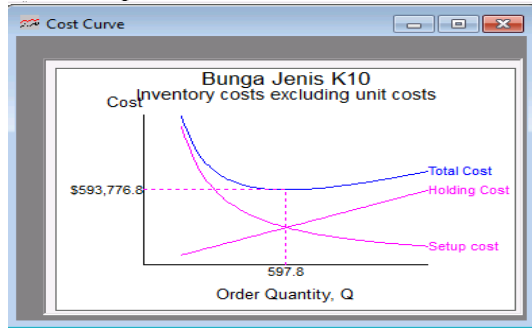 Cost Curve
Bunga Jenis K10
Inventory costs excluding unit costs
Cost
Total Cost
$593,776.8
Holding Cost
Setup cost
597.8
Order Quantity, Q